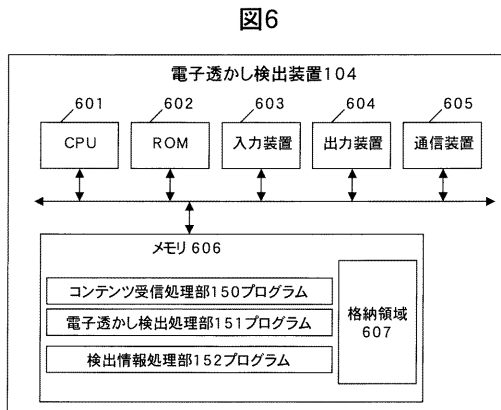 図6
電子透かし検出装置104
601
602
603
604
605
CPU
ROM
入力装置
出力装置
通信装置
メモリ606
コンテンツ受信処理部150プログラム
電子透かし検出処理部151プログラム
検出情報処理部152プログラム
格納領域
607